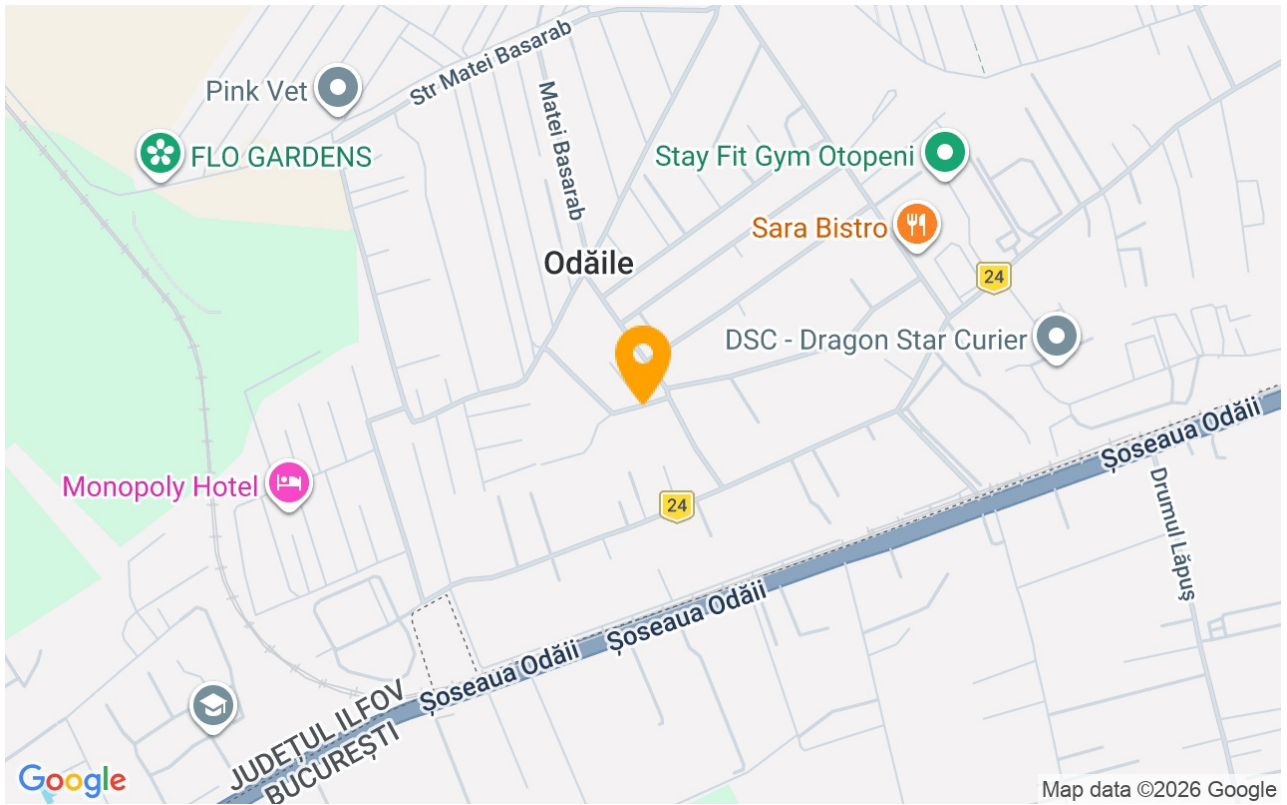 Str Matei Basarab
Pink Vet
Matei Basarab
FLO GARDENS
Stay Fit Gym Otopeni
Sara Bistro
Odăile
24
DSC - Dragon Star Curier
Șoseaua Odăii
Monopoly Hotel
24
Drumul Lăpuș
Șoseaua Odăii
Șoseaua Odăii
JUDEȚUL ILFOV
BUCUREȘTI
Google
Map data ©2026 Google